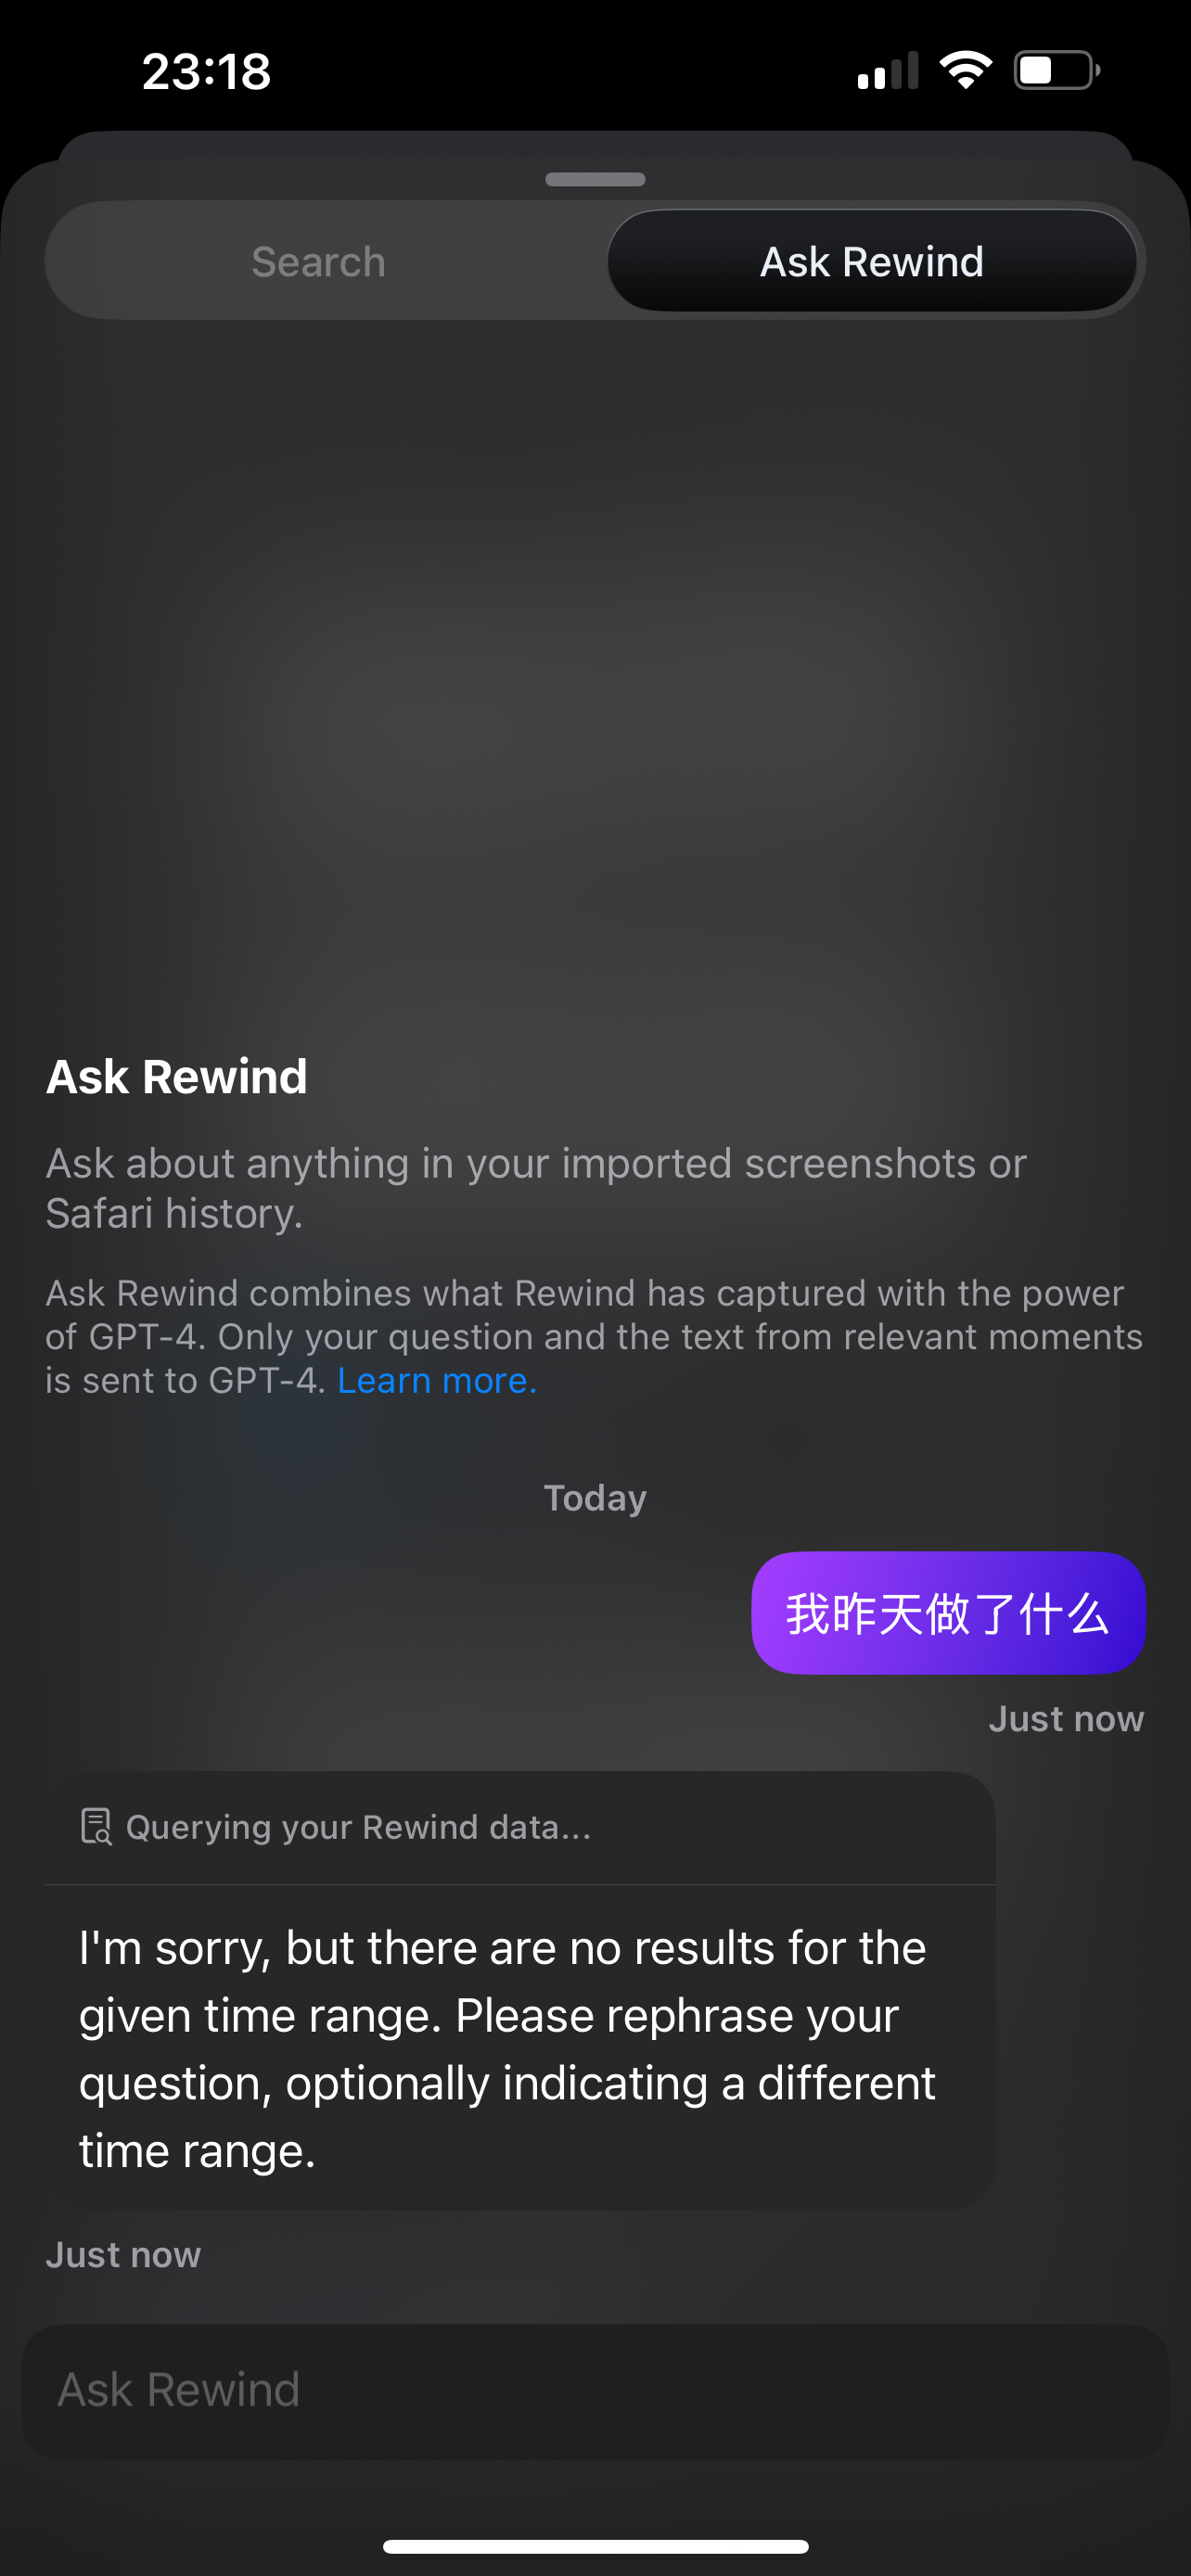 23:18
Search
Ask Rewind
Ask Rewind
Ask about anything in your imported screenshots or
Safari history.
Ask Rewind combines what Rewind has captured with the power
of GPT-4. Only your question and the text from relevant moments
is sent to GPT-4. Learn more.
Today
我昨天做了什么
Just now
Querying your Rewind data...
I'm sorry, but there are no results for the
given time range. Please rephrase your
question, optionally indicating a different
time range.
Just now
Ask Rewind